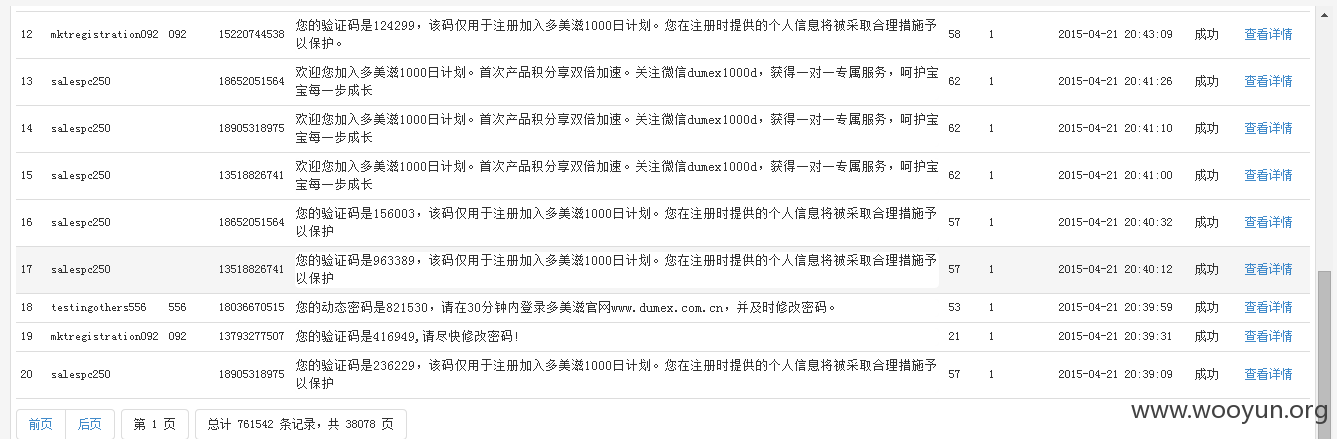 12 mktregistration092 092 15220744538 您的验证码是124299，该码仅用于注册加入多美滋1000日计划。您在注册时提供的个人信息将被采取合理措施予 58 1 2015-04-21 20:43:09 成功 查看详情
以保护。
13 salespc250 18652051564 欢迎您加入多美滋1000日计划。首次产品积分享双倍加速。关注微信dumex1000d，获得一对一专属服务，呵护宝 62 1 2015-04-21 20:41:26 成功 查看详情
宝每一步成长
14 salespc250 18905318975 欢迎您加入多美滋1000日计划。首次产品积分享双倍加速。关注微信dumex1000d，获得一对一专属服务，呵护宝 62 1 2015-04-21 20:41:10 成功 查看详情
宝每一步成长
15 salespc250 13518826741 欢迎您加入多美滋1000日计划。首次产品积分享双倍加速。关注微信dumex1000d，获得一对一专属服务，呵护宝 62 1 2015-04-21 20:41:00 成功 查看详情
宝每一步成长
16 salespc250 18652051564 您的验证码是156003，该码仅用于注册加入多美滋1000日计划。您在注册时提供的个人信息将被采取合理措施予 57 1 2015-04-21 20:40:32 成功 查看详情
以保护
17 salespc250 13518826741 您的验证码是963389，该码仅用于注册加入多美滋1000日计划。您在注册时提供的个人信息将被采取合理措施予 57 1 2015-04-21 20:40:12 成功 查看详情
以保护
18 testingothers556 556 18036670515 您的动态密码是821530，请在30分钟内登录多美滋官网www.dumex.com.cn，并及时修改密码。 53 1 2015-04-21 20:39:59 成功 查看详情
19 mktregistration092 092 13793277507 您的验证码是416949,请尽快修改密码! 21 1 2015-04-21 20:39:31 成功 查看详情
20 salespc250 18905318975 您的验证码是236229，该码仅用于注册加入多美滋1000日计划。您在注册时提供的个人信息将被采取合理措施予 57 1 2015-04-21 20:39:09 成功 查看详情
以保护
前页 后页 第 1 页 总计 761542 条记录，共 38078 页
www.wooyun.org